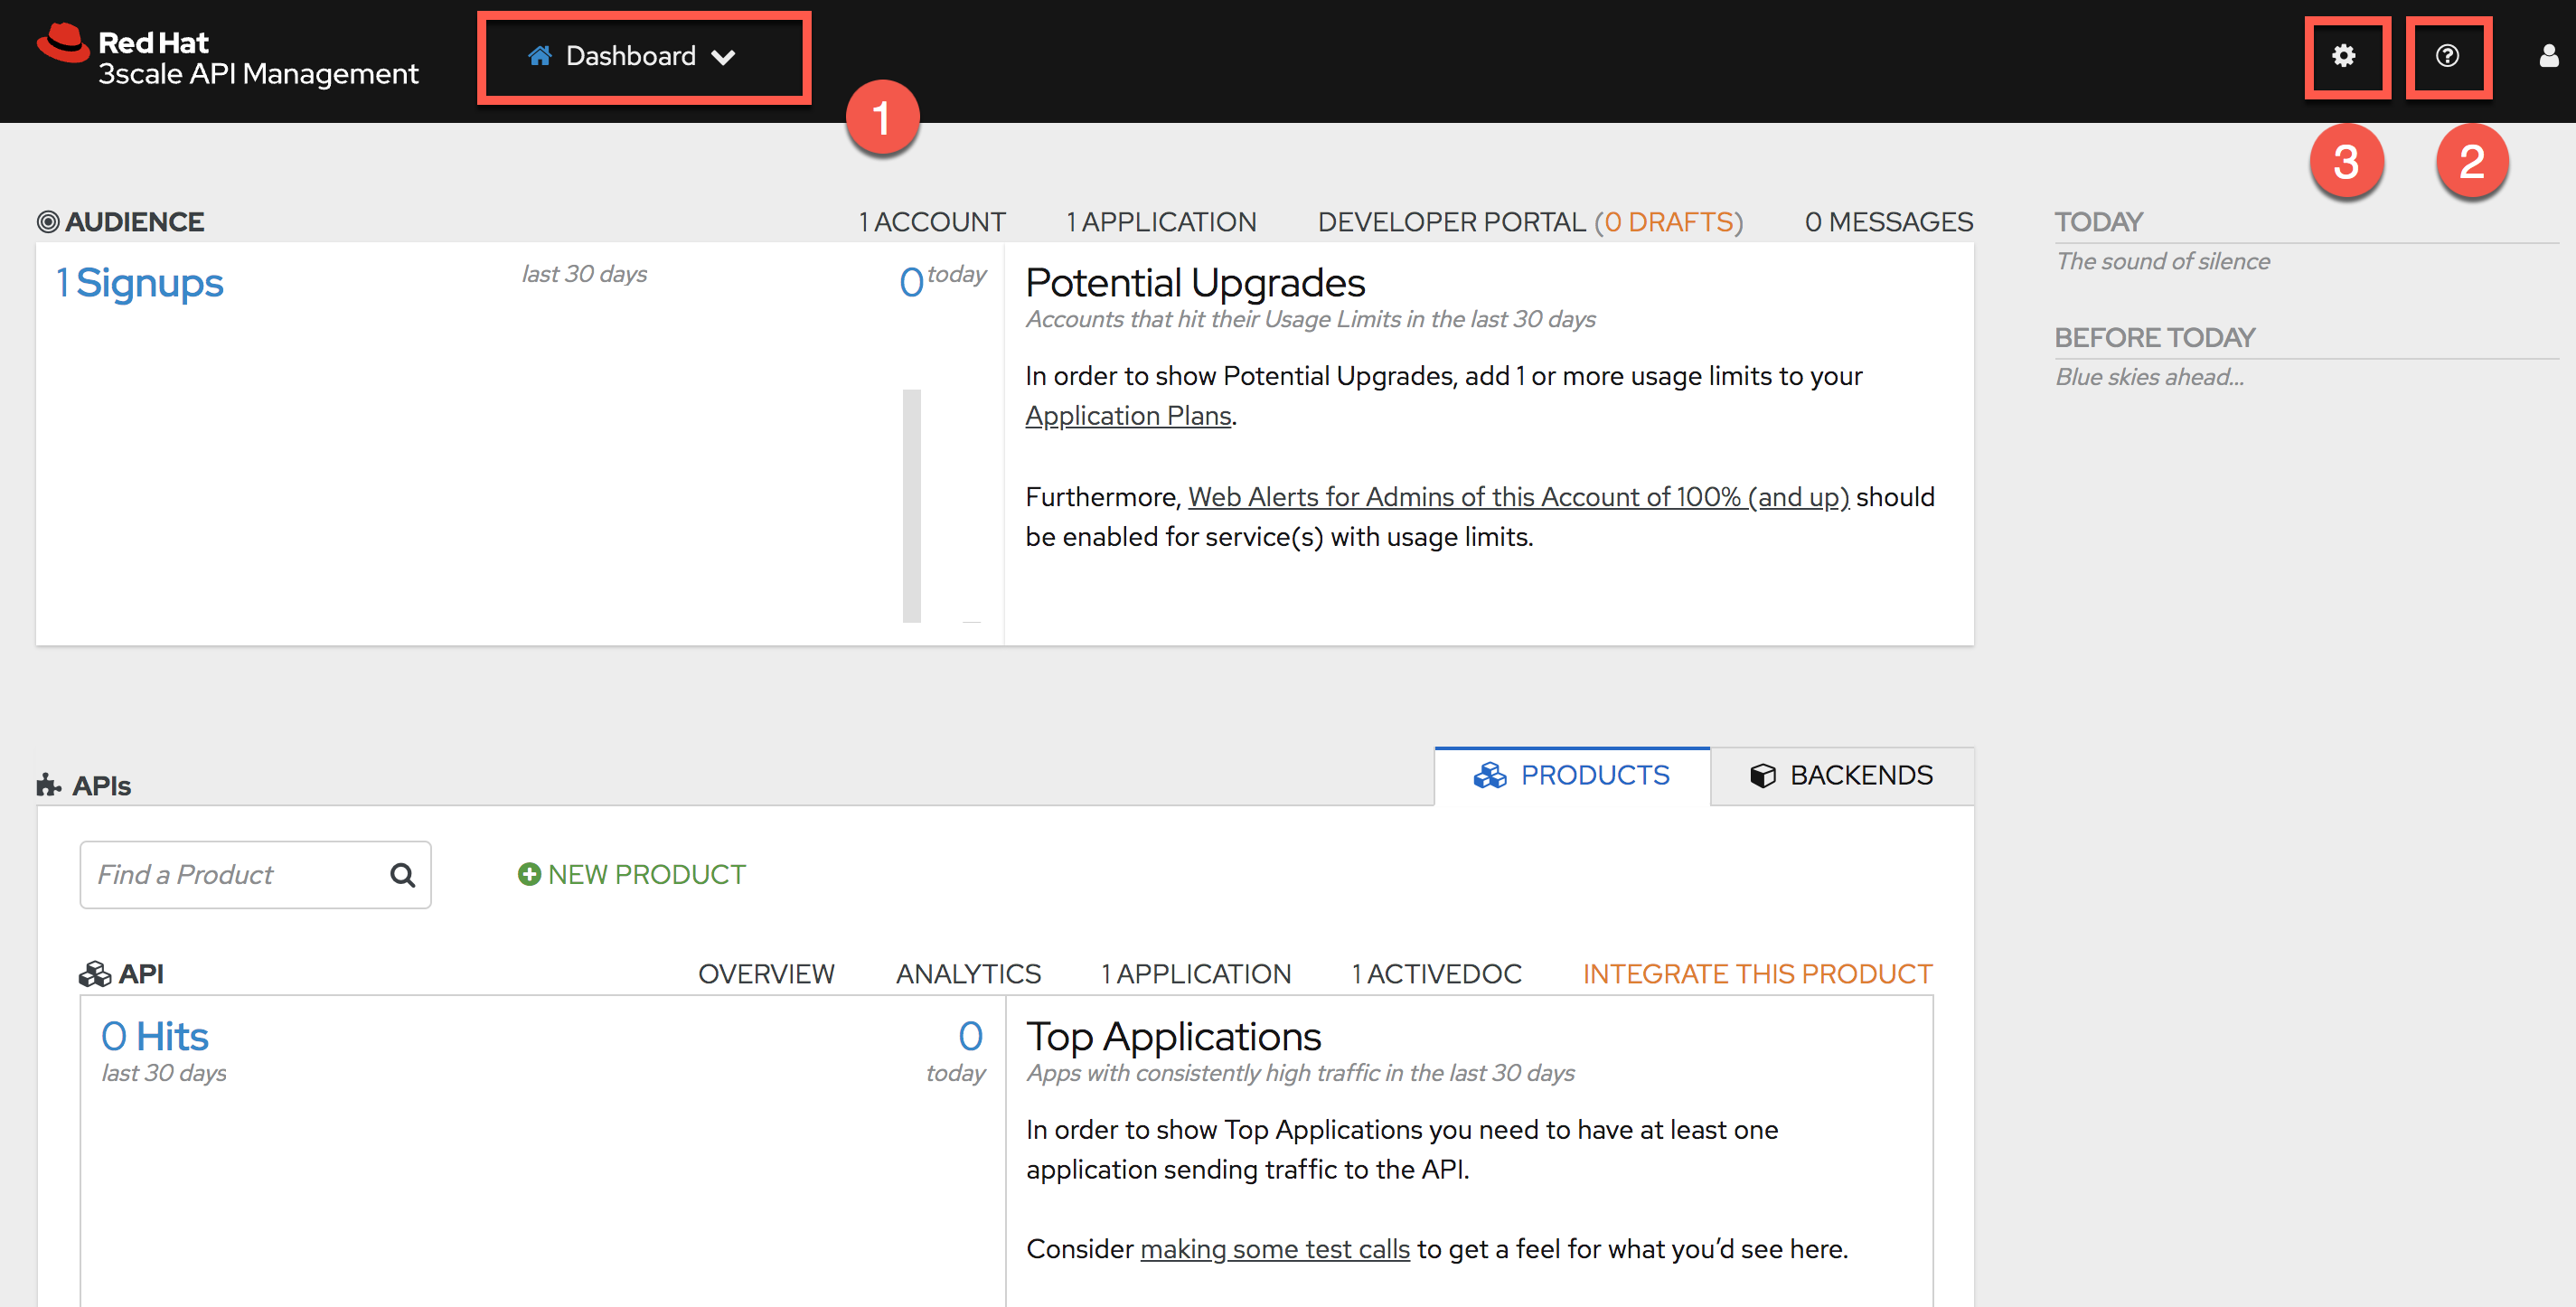 Red Hat
3scale API Management
Dashboard
1
3
2
AUDIENCE
1 ACCOUNT
1 APPLICATION
DEVELOPER PORTAL (0 DRAFTS)
0 MESSAGES
1 Signups
last 30 days
0 today
Potential Upgrades
Accounts that hit their Usage Limits in the last 30 days
In order to show Potential Upgrades, add 1 or more usage limits to your
Application Plans.
Furthermore, Web Alerts for Admins of this Account of 100% (and up) should
be enabled for service(s) with usage limits.
TODAY
The sound of silence
BEFORE TODAY
Blue skies ahead...
APIs
PRODUCTS
BACKENDS
Find a Product
NEW PRODUCT
API
OVERVIEW
ANALYTICS
1 APPLICATION
1 ACTIVEDOC
INTEGRATE THIS PRODUCT
0 Hits
last 30 days
0
today
Top Applications
Apps with consistently high traffic in the last 30 days
In order to show Top Applications you need to have at least one
application sending traffic to the API.
Consider making some test calls to get a feel for what you’d see here.